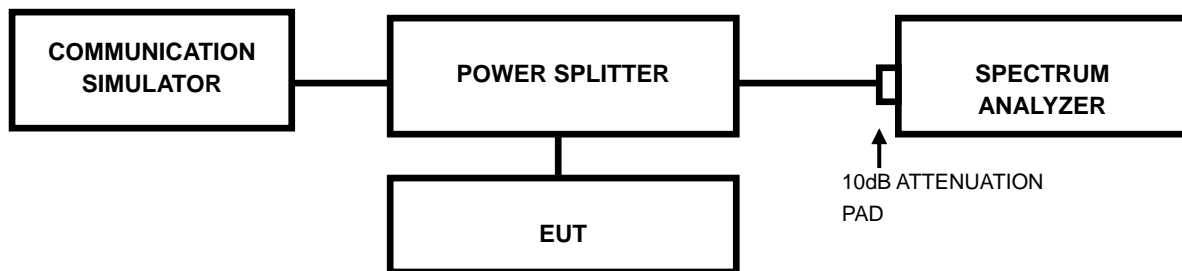 COMMUNICATION
SIMULATOR
POWER SPLITTER
SPECTRUM
ANALYZER
10dB ATTENUATION
PAD
EUT